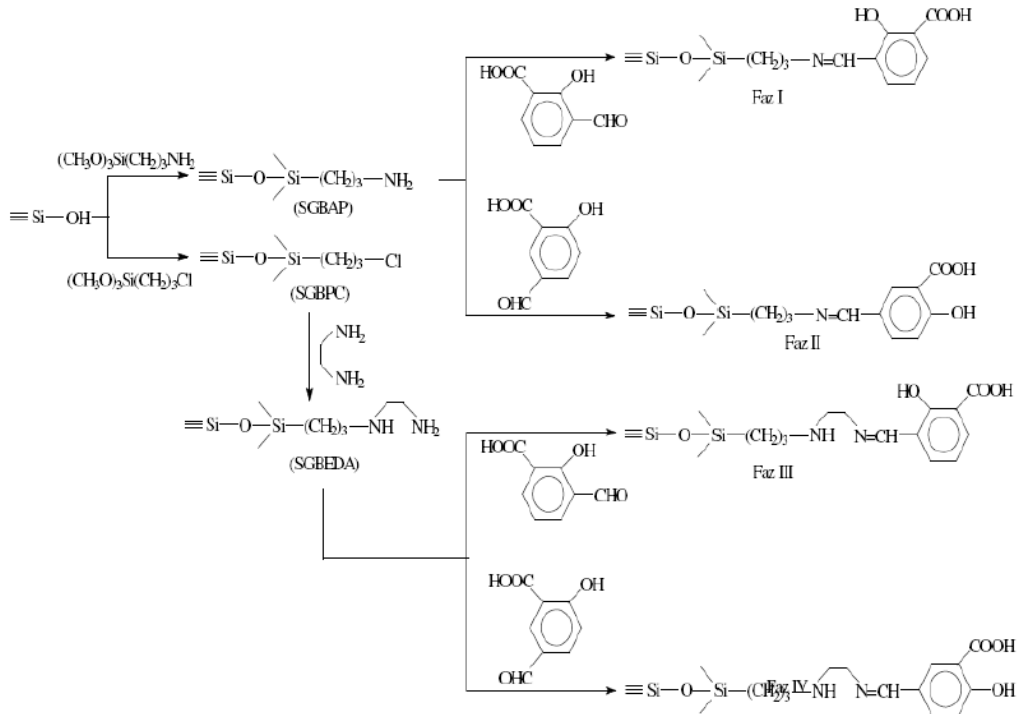 HO COOH
≡Si—O—Si—(CH₂)₃—N=CH
Faz I
HOOC OH
CHO
(CH₃O)₃Si(CH₂)₃NH₂
≡Si—O—Si—(CH₂)₃—NH₂
(SGBAP)
≡Si—OH
HOOC OH
OHC
≡Si—O—Si—(CH₂)₃—Cl
(SGBPC)
(CH₃O)₃Si(CH₂)₃Cl
COOH
≡Si—O—Si—(CH₂)₃—N=CH OH
Faz II
NH₂
NH₂
≡Si—O—Si—(CH₂)₃—NH NH₂
(SGBEDA)
HO COOH
≡Si—O—Si—(CH₂)₃—NH N=CH
Faz III
HOOC OH
CHO
HOOC OH
OHC
COOH
≡Si—O—Si—(CH₂)₃—NH N=CH OH
Faz IV